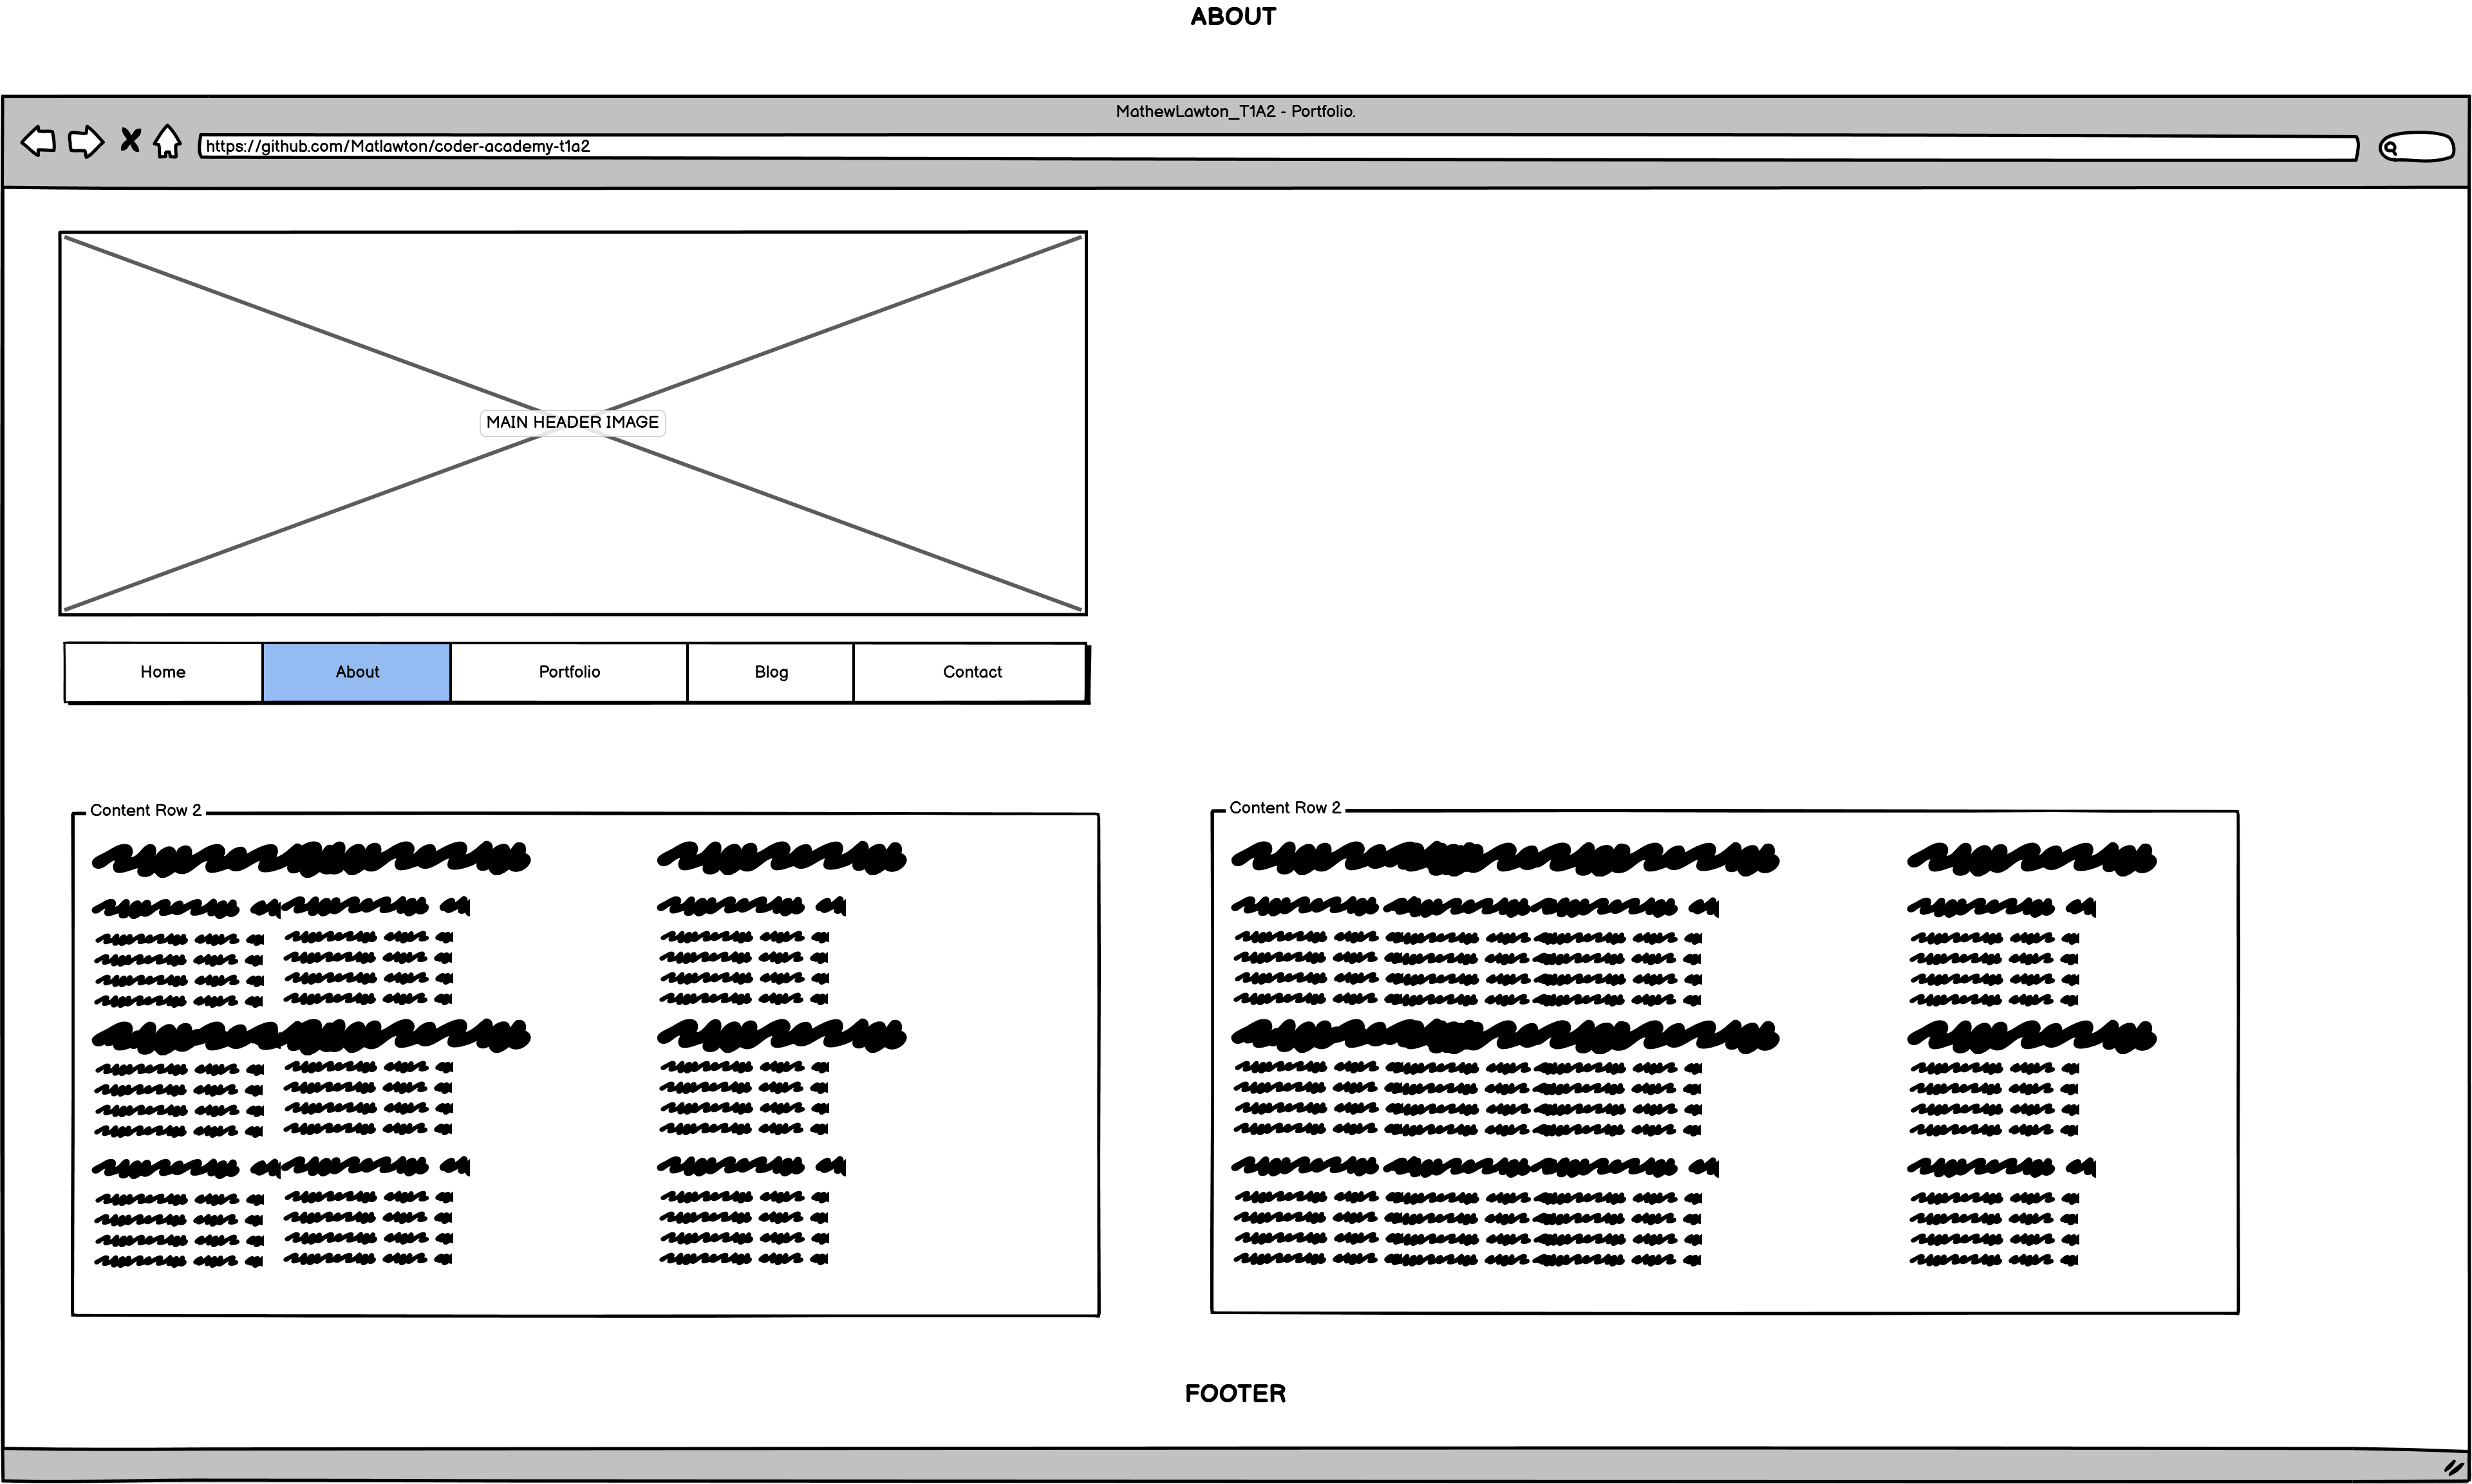 ABOUT
MathewLawton_T1A2 - Portfolio.
https://github.com/Matlawton/coder-academy-t1a2
MAIN HEADER IMAGE
Home About Portfolio Blog Contact
Content Row 2
Content Row 2
FOOTER